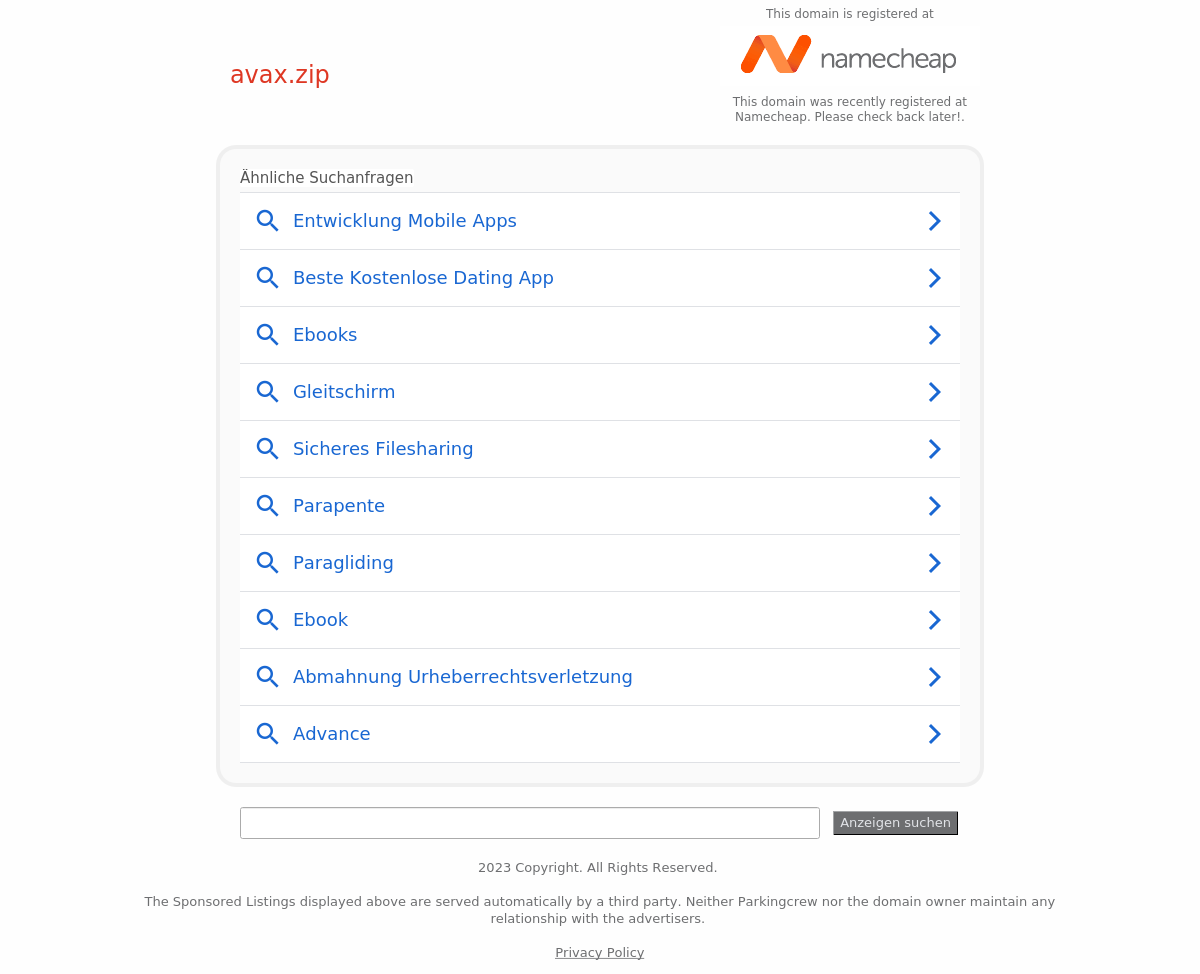 This domain is registered at
namecheap
avax.zip
This domain was recently registered at
Namecheap. Please check back later!.
Ähnliche Suchanfragen
Entwicklung Mobile Apps
Beste Kostenlose Dating App
Ebooks
Gleitschirm
Sicheres Filesharing
Parapente
Paragliding
Ebook
Abmahnung Urheberrechtsverletzung
Advance
Anzeigen suchen
2023 Copyright. All Rights Reserved.
The Sponsored Listings displayed above are served automatically by a third party. Neither Parkingcrew nor the domain owner maintain any
relationship with the advertisers.
Privacy Policy